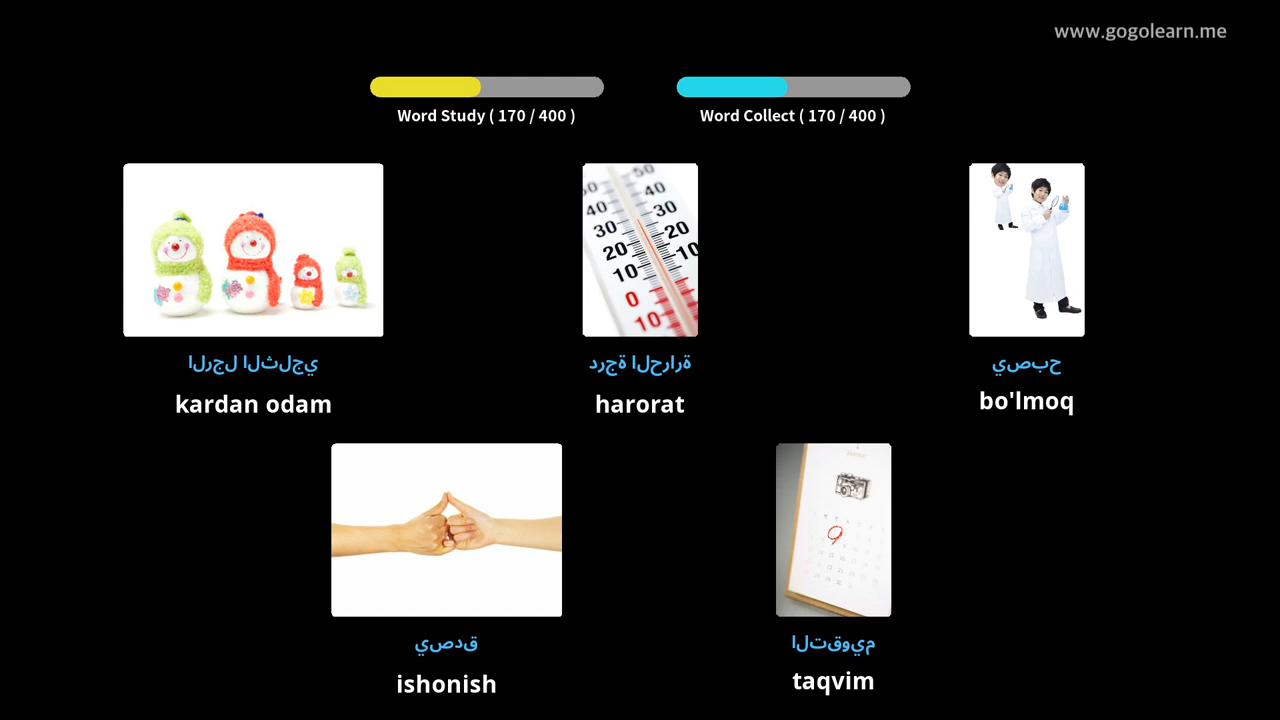 www.gogolearn.me
Word Study ( 170 / 400 )
Word Collect ( 170 / 400 )
الرجل الثلجي
kardan odam
درجة الحرارة
harorat
يصبح
bo'lmoq
يصدق
ishonish
التقويم
taqvim